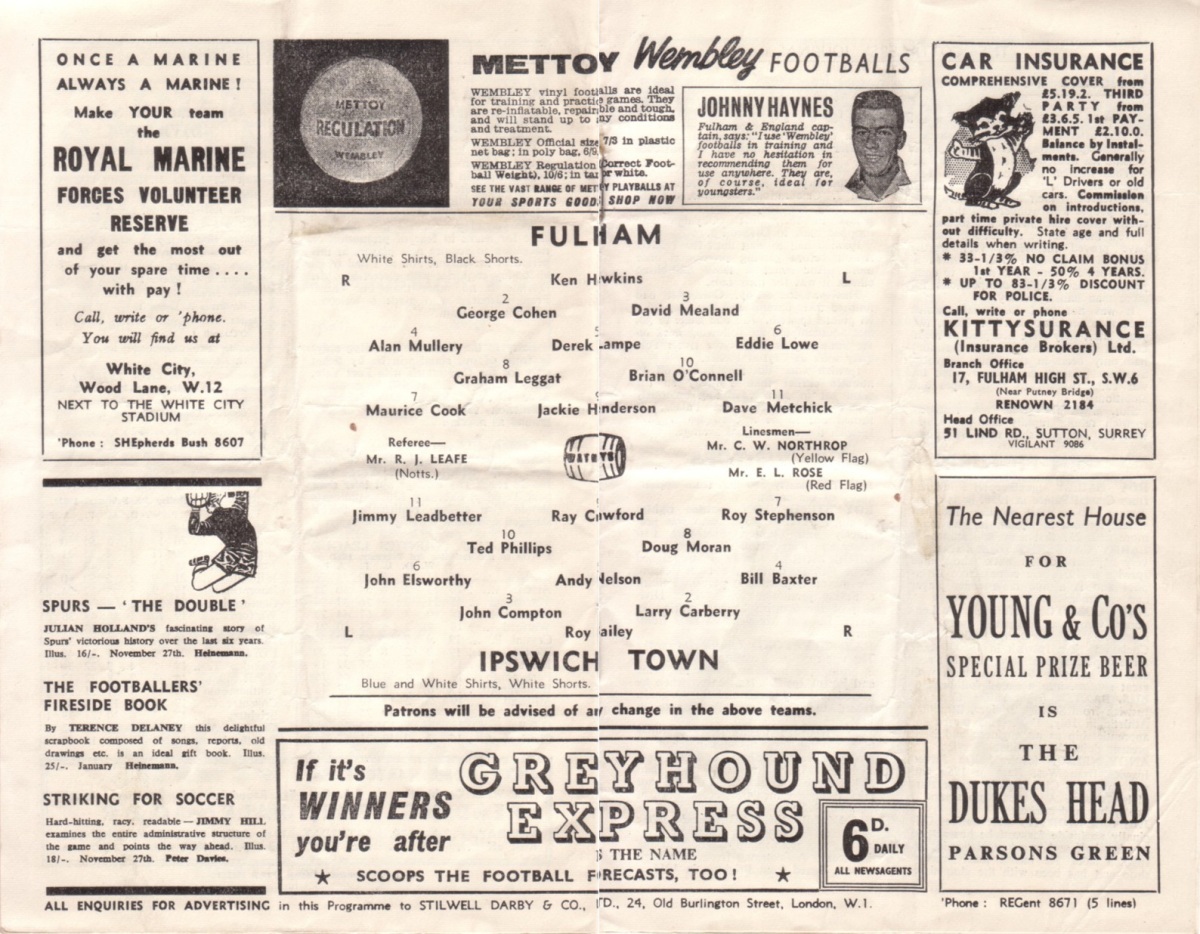 ONCE A MARINE
ALWAYS A MARINE !
Make YOUR team
the
ROYAL MARINE
FORCES VOLUNTEER
RESERVE
and get the most out
of your spare time . . . .
with pay !
Call, write or 'phone.
You will find us at
White City,
Wood Lane, W.12
NEXT TO THE WHITE CITY
STADIUM
'Phone : SHEpherds Bush 8607
SPURS — ' THE DOUBLE '
JULIAN HOLLAND'S fascinating story of
Spurs' victorious history over the last six years.
Illus. 16/-. November 27th. Heinemann.
THE FOOTBALLERS'
FIRESIDE BOOK
By TERENCE DELANEY this delightful
scrapbook composed of songs, reports, old
drawings etc. is an ideal gift book. Illus.
25/-. January Heinemann.
STRIKING FOR SOCCER
Hard-hitting, racy, readable — JIMMY HILL
examines the entire administrative structure of
the game and points the way ahead. Illus.
18/-. November 27th. Peter Davies.
METTOY
REGULATION
WEMBLEY
METTOY Wembley FOOTBALLS
WEMBLEY vinyl footballs are ideal
for training and practice games. They
are re-inflatable, repairable and tough,
and will stand up to any conditions
and treatment.
WEMBLEY Official size 7/3 in plastic
net bag; in poly bag, 6/9.
WEMBLEY Regulation (Correct Foot-
ball Weight), 10/6; in tan or white.
SEE THE VAST RANGE OF METTOY PLAYBALLS AT
YOUR SPORTS GOODS SHOP NOW
JOHNNY HAYNES
Fulham & England cap-
tain, says: "I use 'Wembley'
footballs in training and
I have no hesitation in
recommending them for
use anywhere. They are,
of course, ideal for
youngsters."
FULHAM
White Shirts, Black Shorts.
R Ken Hawkins L
2 3
George Cohen David Mealand
4 5 6
Alan Mullery Derek Lampe Eddie Lowe
8 10
Graham Leggat Brian O'Connell
7 9 11
Maurice Cook Jackie Henderson Dave Metchick
Referee—
Mr. R. J. LEAFE
(Notts.)
WATNEYS
Linesmen—
Mr. C. W. NORTHROP
(Yellow Flag)
Mr. E. L. ROSE
(Red Flag)
11 7
Jimmy Leadbetter Ray Crawford Roy Stephenson
10 8
Ted Phillips Doug Moran
6 4
John Elsworthy Andy Nelson Bill Baxter
3 2
John Compton Larry Carberry
L Roy Bailey R
IPSWICH TOWN
Blue and White Shirts, White Shorts.
Patrons will be advised of any change in the above teams.
If it's
WINNERS
you're after
GREYHOUND
EXPRESS
IS THE NAME
★ SCOOPS THE FOOTBALL FORECASTS, TOO ! ★
6D.
DAILY
ALL NEWSAGENTS
CAR INSURANCE
COMPREHENSIVE COVER from
£5.19.2. THIRD
PARTY from
£3.6.5. 1st PAY-
MENT £2.10.0.
Balance by Instal-
ments. Generally
no increase for
'L' Drivers or old
cars. Commission
on introductions,
part time private hire cover with-
out difficulty. State age and full
details when writing.
* 33-1/3% NO CLAIM BONUS
1st YEAR - 50% 4 YEARS.
* UP TO 83-1/3% DISCOUNT
FOR POLICE.
Call, write or phone
KITTYSURANCE
(Insurance Brokers) Ltd.
Branch Office
17, FULHAM HIGH ST., S.W.6
(Near Putney Bridge)
RENOWN 2184
Head Office
51 LIND RD., SUTTON, SURREY
VIGILANT 9086
The Nearest House
FOR
YOUNG & Co'S
SPECIAL PRIZE BEER
IS
THE
DUKES HEAD
PARSONS GREEN
ALL ENQUIRIES FOR ADVERTISING in this Programme to STILWELL DARBY & CO., LTD., 24, Old Burlington Street, London, W.1. 'Phone : REGent 8671 (5 lines)